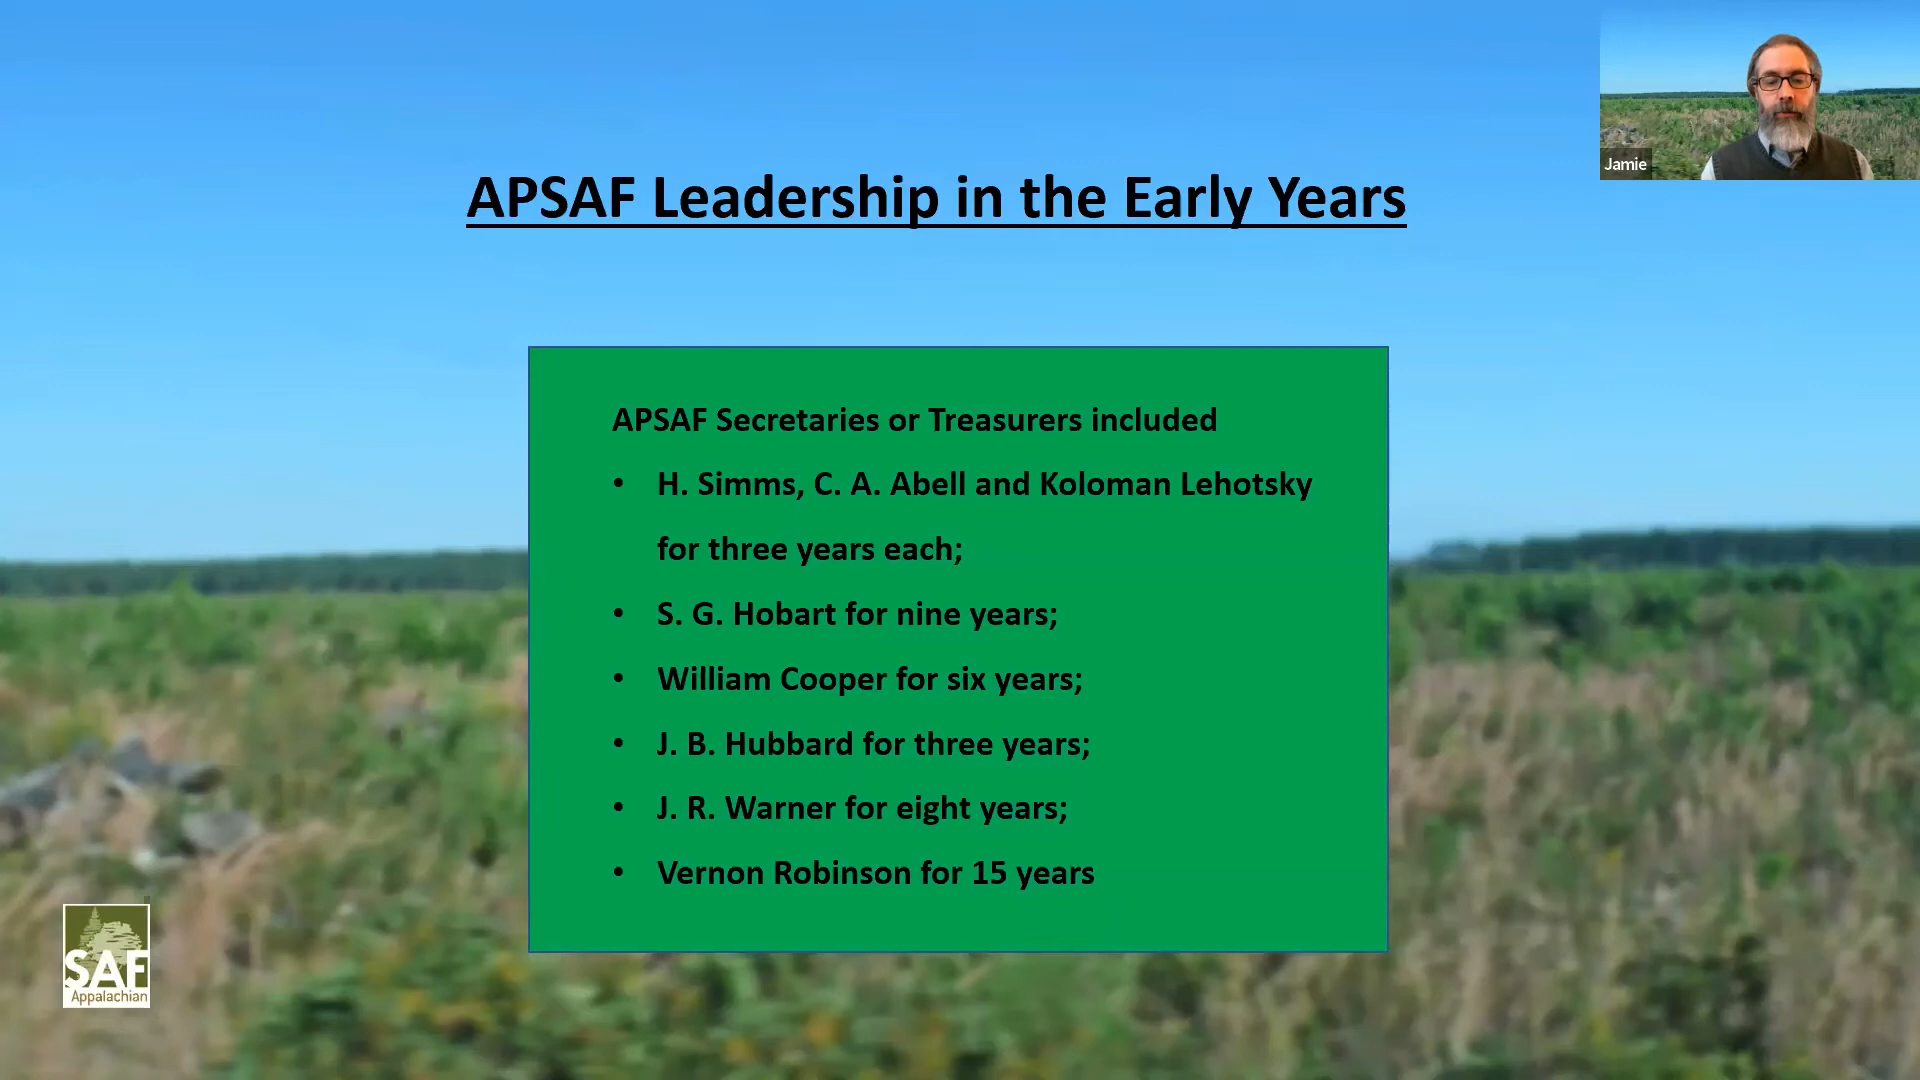 Jamie
APSAF Leadership in the Early Years
APSAF Secretaries or Treasurers included
• H. Simms, C. A. Abell and Koloman Lehotsky
for three years each;
• S. G. Hobart for nine years;
• William Cooper for six years;
• J. B. Hubbard for three years;
• J. R. Warner for eight years;
• Vernon Robinson for 15 years
SAF
Appalachian